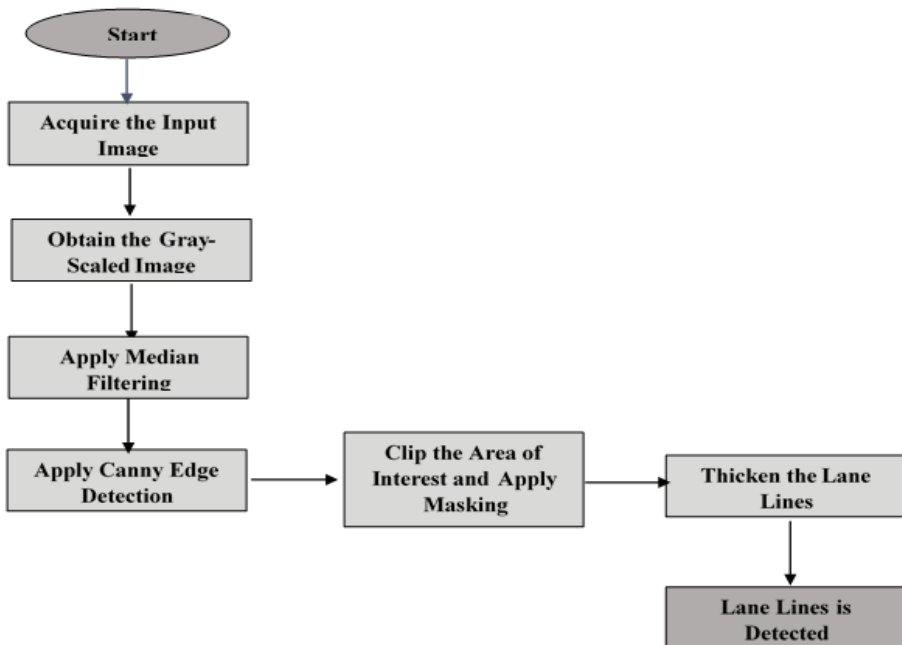 Start
Acquire the Input
Image
Obtain the Gray-
Scaled Image
Apply Median
Filtering
Apply Canny Edge
Detection
Clip the Area of
Interest and Apply
Masking
Thicken the Lane
Lines
Lane Lines is
Detected